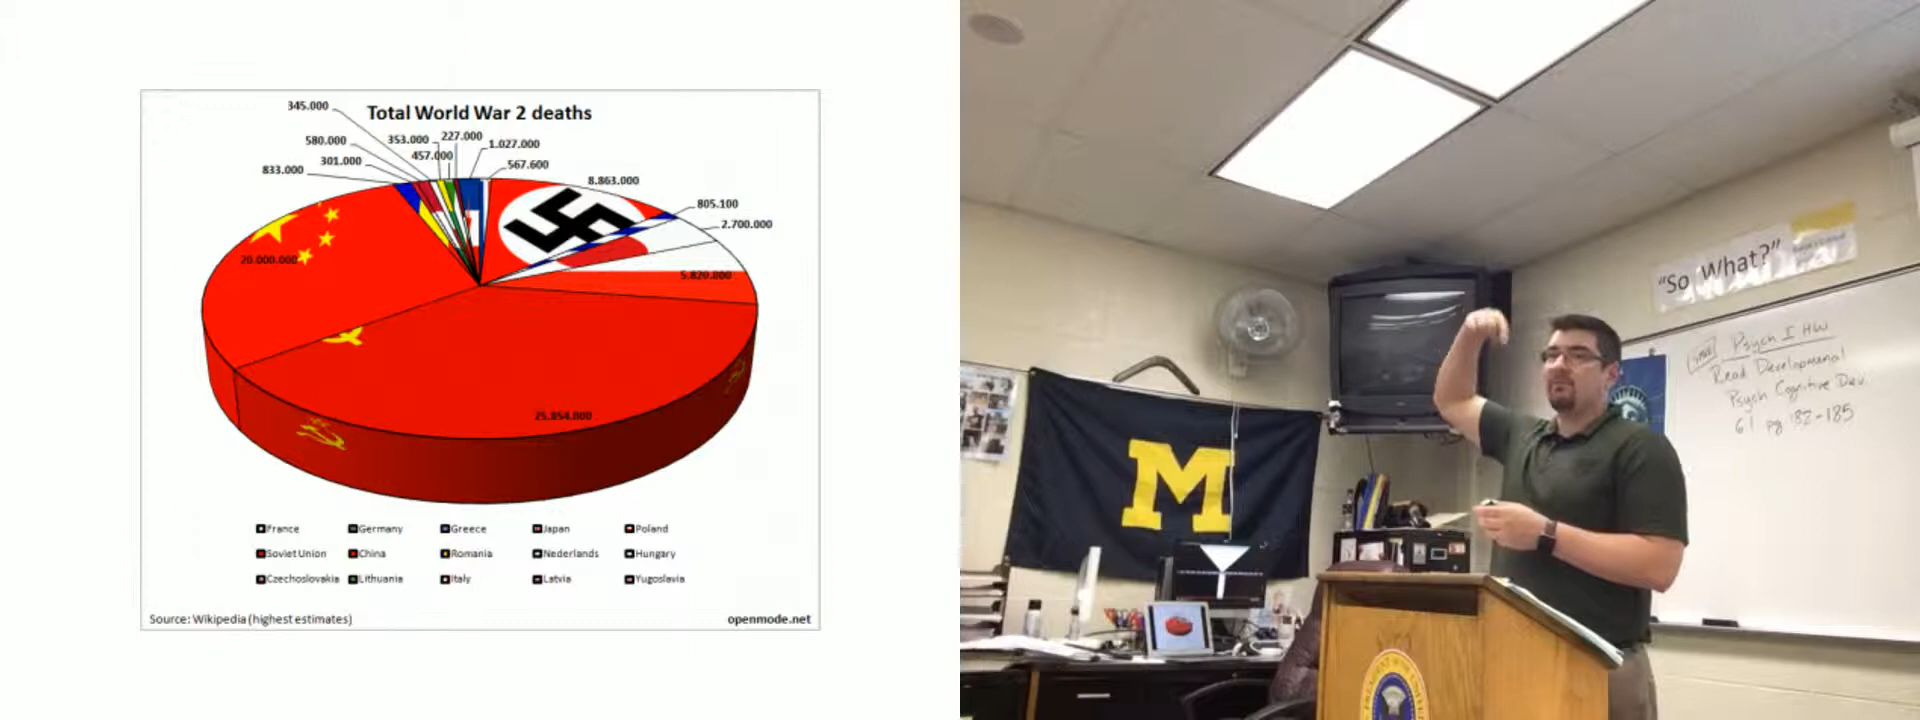 Total World War 2 deaths
345.000
580.000
353.000
227.000
1.027.000
301.000
457.000
567.600
833.000
8.863.000
805.100
2.700.000
20.000.000
5.820.000
25.854.000
France Germany Greece Japan Poland
Soviet Union China Romania Nederlands Hungary
Czechoslovakia Lithuania Italy Latvia Yugoslavia
Source: Wikipedia (highest estimates)
openmode.net
"So What?"
Psych I HW
Read Developmenal
Psych Cognitive Dev.
61 pg 182-185
M